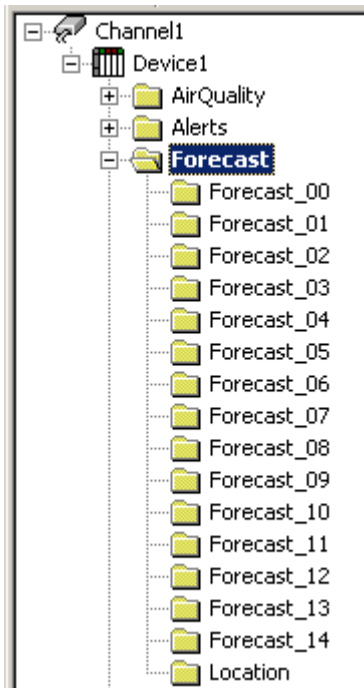 Channel1
Device1
AirQuality
Alerts
Forecast
Forecast_00
Forecast_01
Forecast_02
Forecast_03
Forecast_04
Forecast_05
Forecast_06
Forecast_07
Forecast_08
Forecast_09
Forecast_10
Forecast_11
Forecast_12
Forecast_13
Forecast_14
Location